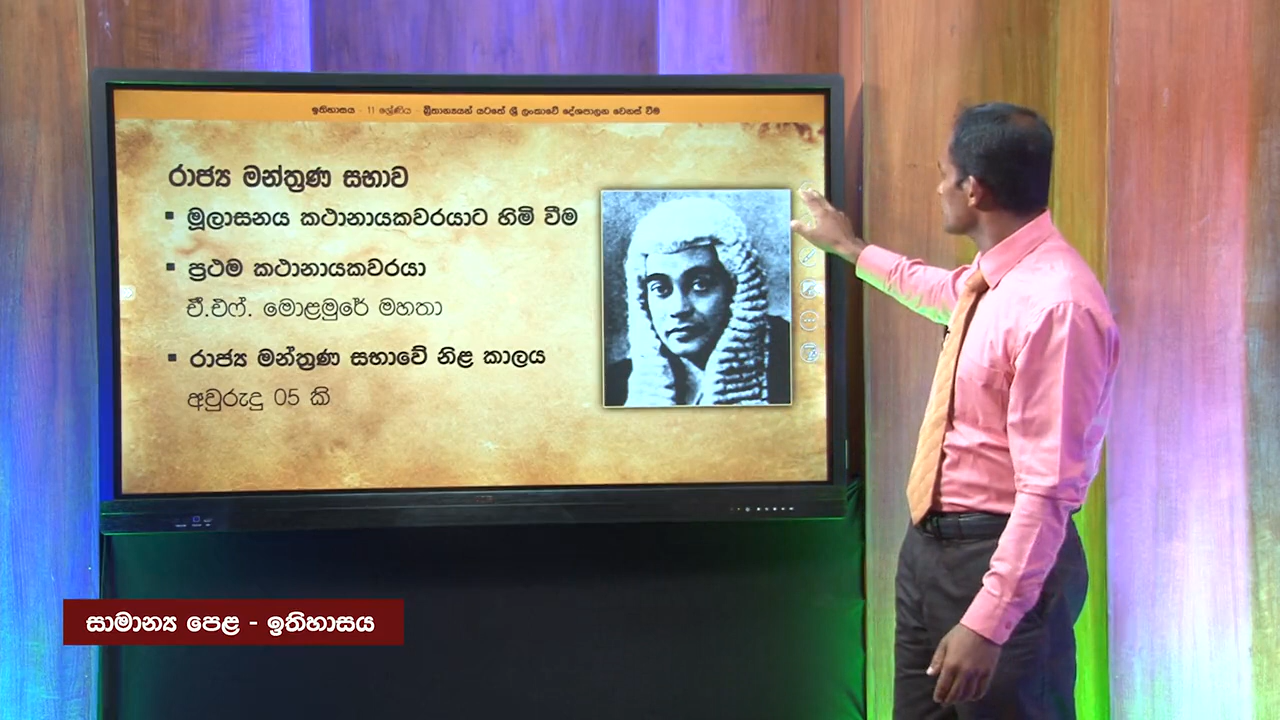 ඉතිහාසය - 11 ශ්‍රේණිය - බ්‍රිතාන්‍යයන් යටතේ ශ්‍රී ලංකාවේ දේශපාලන වෙනස් වීම
රාජ්‍ය මන්ත්‍රණ සභාව
▪ මූලාසනය කථානායකවරයාට හිමි වීම
▪ ප්‍රථම කථානායකවරයා
ඒ.එෆ්. මොළමුරේ මහතා
▪ රාජ්‍ය මන්ත්‍රණ සභාවේ නිළ කාලය
අවුරුදු 05 කි
සාමාන්‍ය පෙළ - ඉතිහාසය